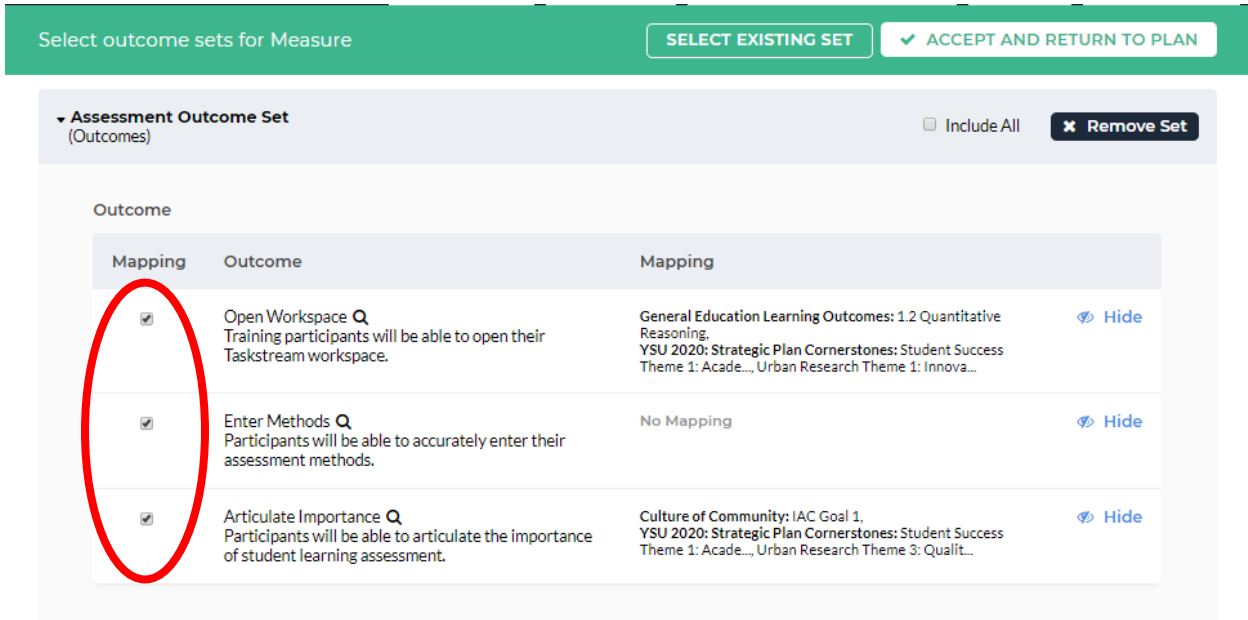 Select outcome sets for Measure
SELECT EXISTING SET
ACCEPT AND RETURN TO PLAN
Assessment Outcome Set
(Outcomes)
Include All
Remove Set
Outcome
Mapping Outcome Mapping
Open Workspace
Training participants will be able to open their
Taskstream workspace.
General Education Learning Outcomes: 1.2 Quantitative
Reasoning,
YSU 2020: Strategic Plan Cornerstones: Student Success
Theme 1: Acade..., Urban Research Theme 1: Innova...
Hide
Enter Methods
Participants will be able to accurately enter their
assessment methods.
No Mapping
Hide
Articulate Importance
Participants will be able to articulate the importance
of student learning assessment.
Culture of Community: IAC Goal 1,
YSU 2020: Strategic Plan Cornerstones: Student Success
Theme 1: Acade..., Urban Research Theme 3: Qualit...
Hide